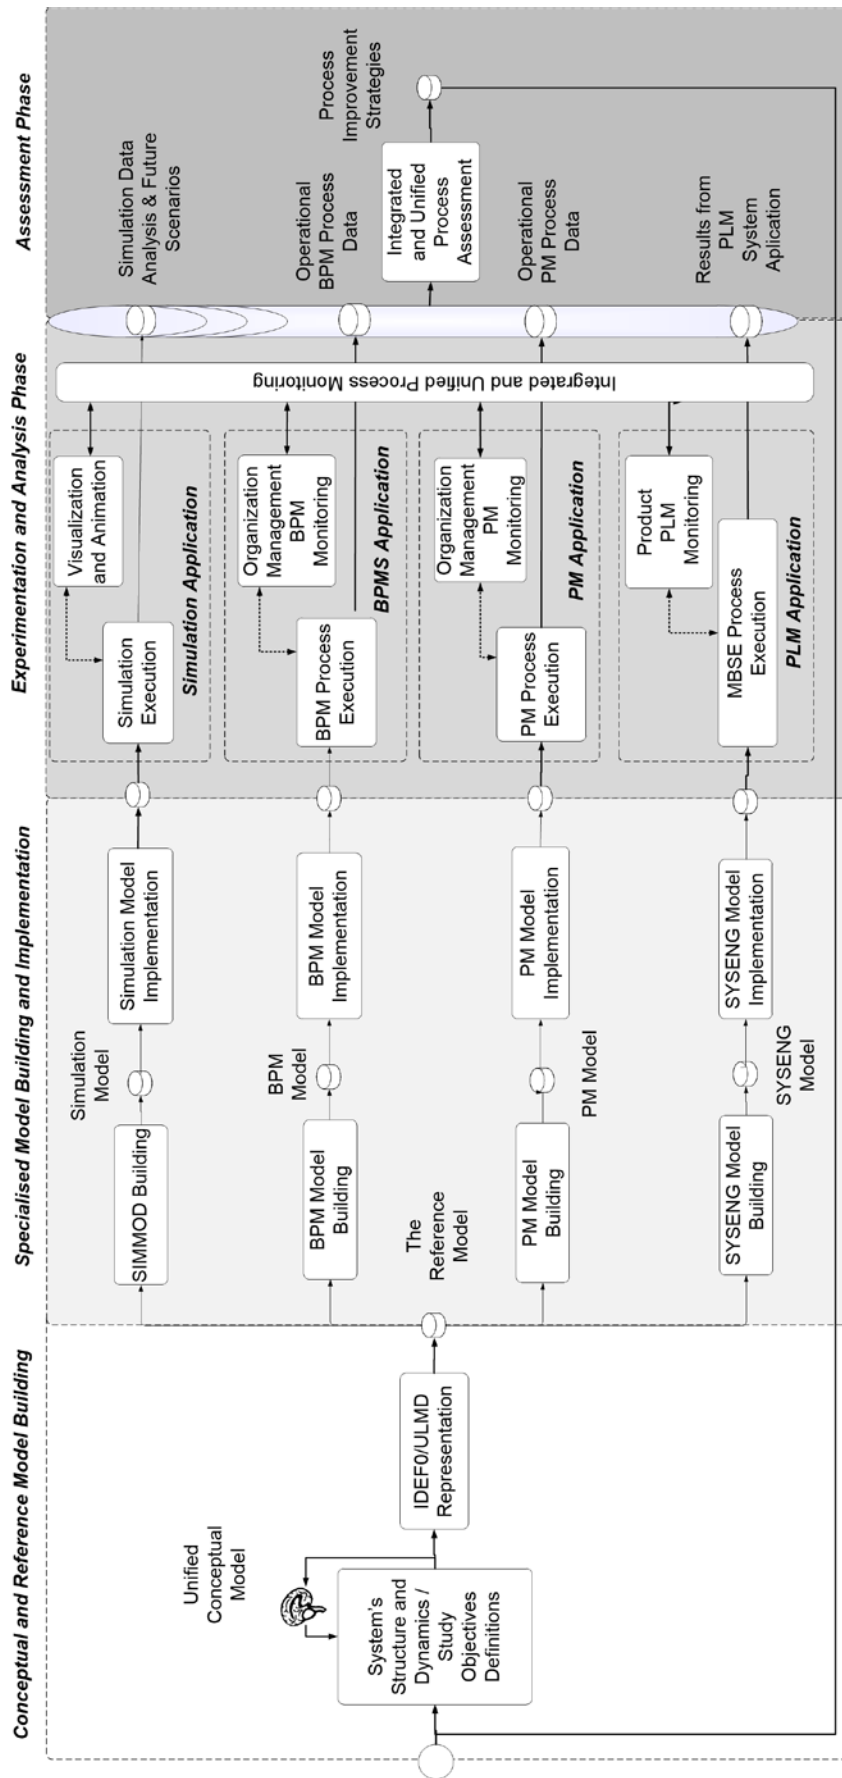 Conceptual and Reference Model Building
Specialised Model Building and Implementation
Experimentation and Analysis Phase
Assessment Phase
Unified
Conceptual
Model
System's
Structure and
Dynamics /
Study
Objectives
Definitions
IDEF0/ULMD
Representation
The
Reference
Model
SIMMOD Building
Simulation
Model
Simulation Model
Implementation
Simulation
Execution
Visualization
and Animation
Simulation Application
Simulation Data
Analysis & Future
Scenarios
BPM Model
Building
BPM
Model
BPM Model
Implementation
BPM Process
Execution
Organization
Management
BPM
Monitoring
BPMS Application
Operational
BPM Process
Data
PM Model
Building
PM Model
PM Model
Implementation
PM Process
Execution
Organization
Management
PM
Monitoring
PM Application
Operational
PM Process
Data
SYSENG Model
Building
SYSENG
Model
SYSENG Model
Implementation
MBSE Process
Execution
Product
PLM
Monitoring
PLM Application
Results from
PLM
System
Aplication
Integrated and Unified Process Monitoring
Integrated
and Unified
Process
Assessment
Process
Improvement
Strategies